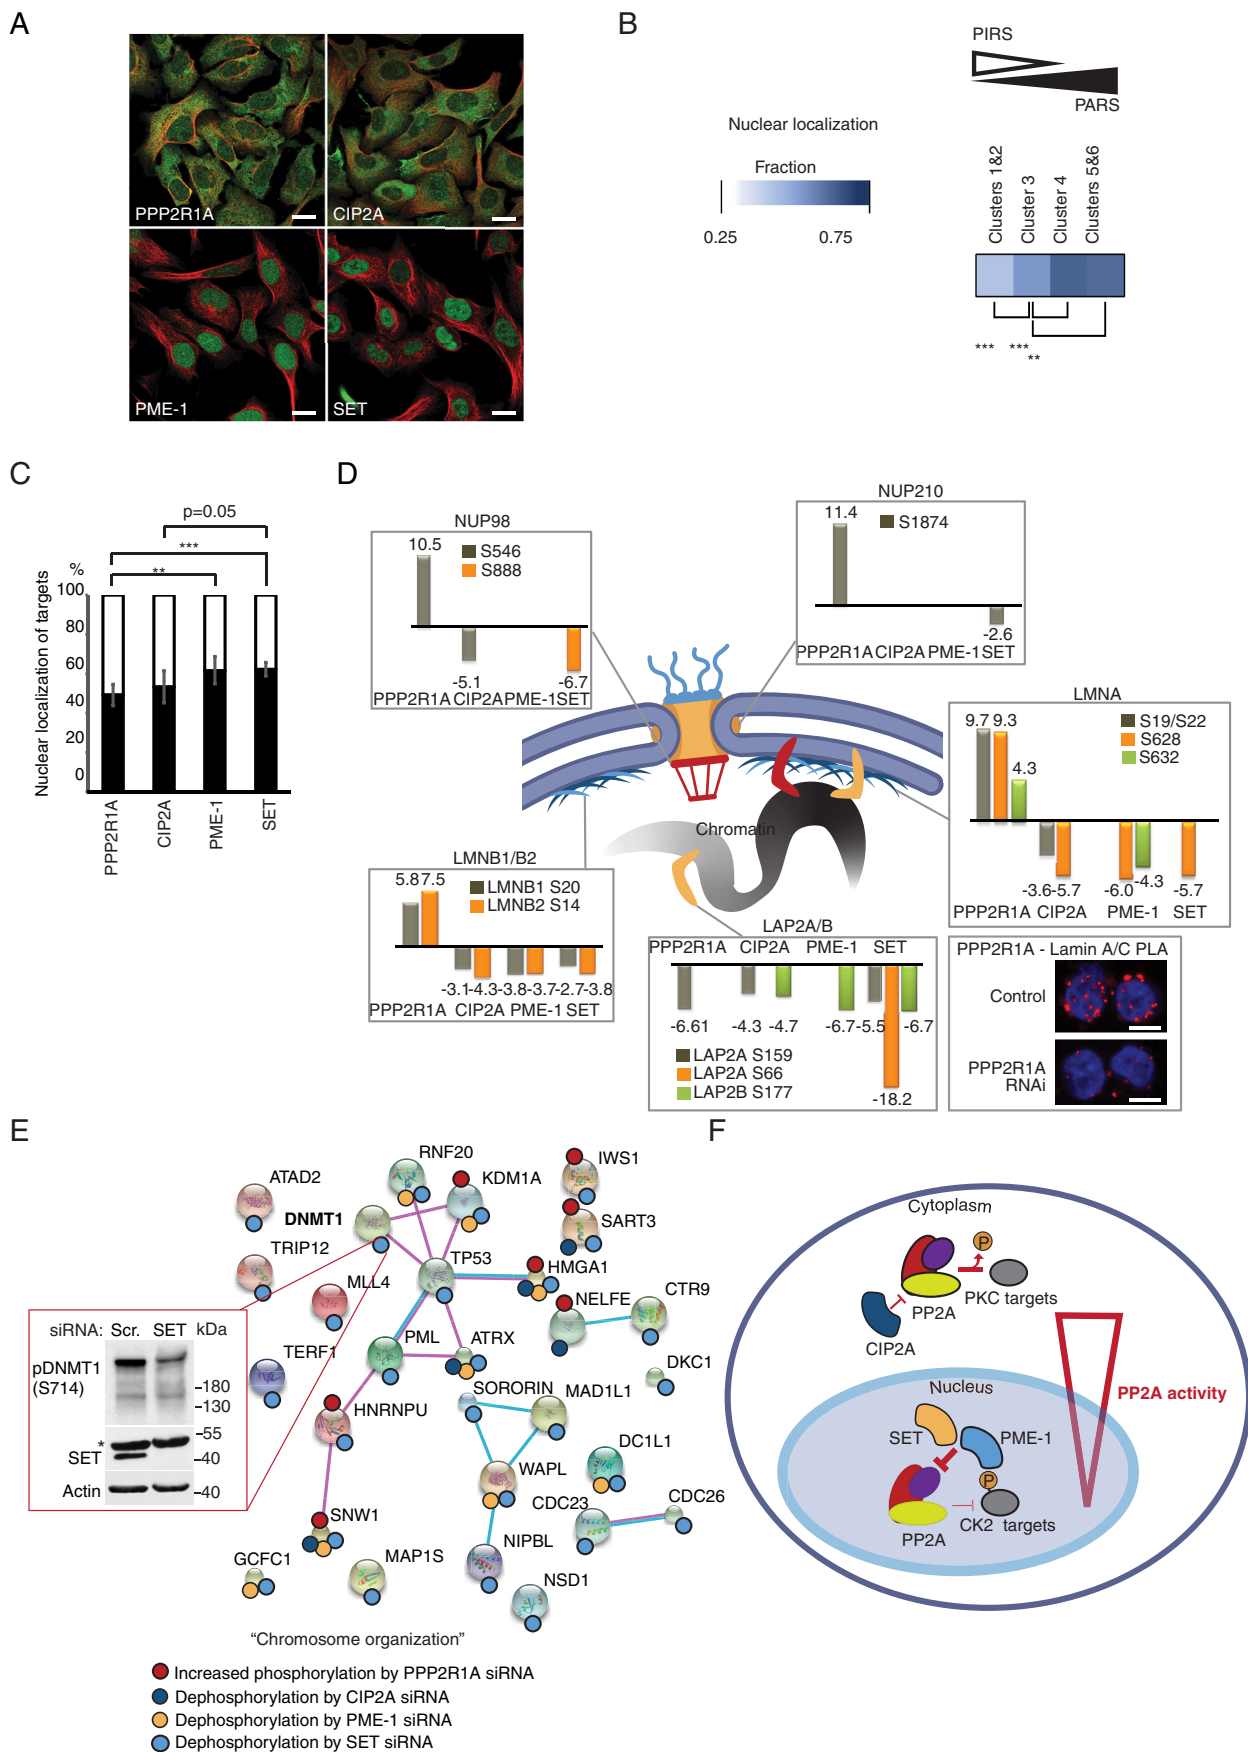 A
PPP2R1A
CIP2A
PME-1
SET
B
PIRS
PARS
Nuclear localization
Fraction
0.25
0.75
Clusters 1&2
Cluster 3
Cluster 4
Clusters 5&6
***
***
**
C
p=0.05
***
**
%
100
80
60
40
20
0
Nuclear localization of targets
PPP2R1A
CIP2A
PME-1
SET
D
NUP98
10.5
S546
S888
-5.1
-6.7
PPP2R1A CIP2A PME-1 SET
NUP210
11.4
S1874
-2.6
PPP2R1A CIP2A PME-1 SET
LMNA
9.7 9.3
4.3
S19/S22
S628
S632
-3.6 -5.7
-6.0 -4.3
-5.7
PPP2R1A CIP2A PME-1 SET
Chromatin
LMNB1/B2
5.8 7.5
LMNB1 S20
LMNB2 S14
-3.1 -4.3 -3.8 -3.7 -2.7 -3.8
PPP2R1A CIP2A PME-1 SET
LAP2A/B
PPP2R1A CIP2A PME-1 SET
-6.61
-4.3 -4.7
-6.7 -5.5 -6.7
-18.2
LAP2A S159
LAP2A S66
LAP2B S177
PPP2R1A - Lamin A/C PLA
Control
PPP2R1A
RNAi
E
ATAD2
RNF20
KDM1A
IWS1
DNMT1
SART3
TRIP12
TP53
HMGA1
MLL4
NELFE
CTR9
PML
ATRX
TERF1
DKC1
SORORIN
MAD1L1
HNRNPU
DC1L1
WAPL
CDC23
CDC26
SNW1
NIPBL
GCFC1
MAP1S
NSD1
siRNA: Scr. SET kDa
pDNMT1
(S714)
180
130
55
*
SET
40
Actin
40
"Chromosome organization"
Increased phosphorylation by PPP2R1A siRNA
Dephosphorylation by CIP2A siRNA
Dephosphorylation by PME-1 siRNA
Dephosphorylation by SET siRNA
F
Cytoplasm
P
PP2A
PKC targets
CIP2A
PP2A activity
Nucleus
SET
PME-1
P
PP2A
CK2 targets